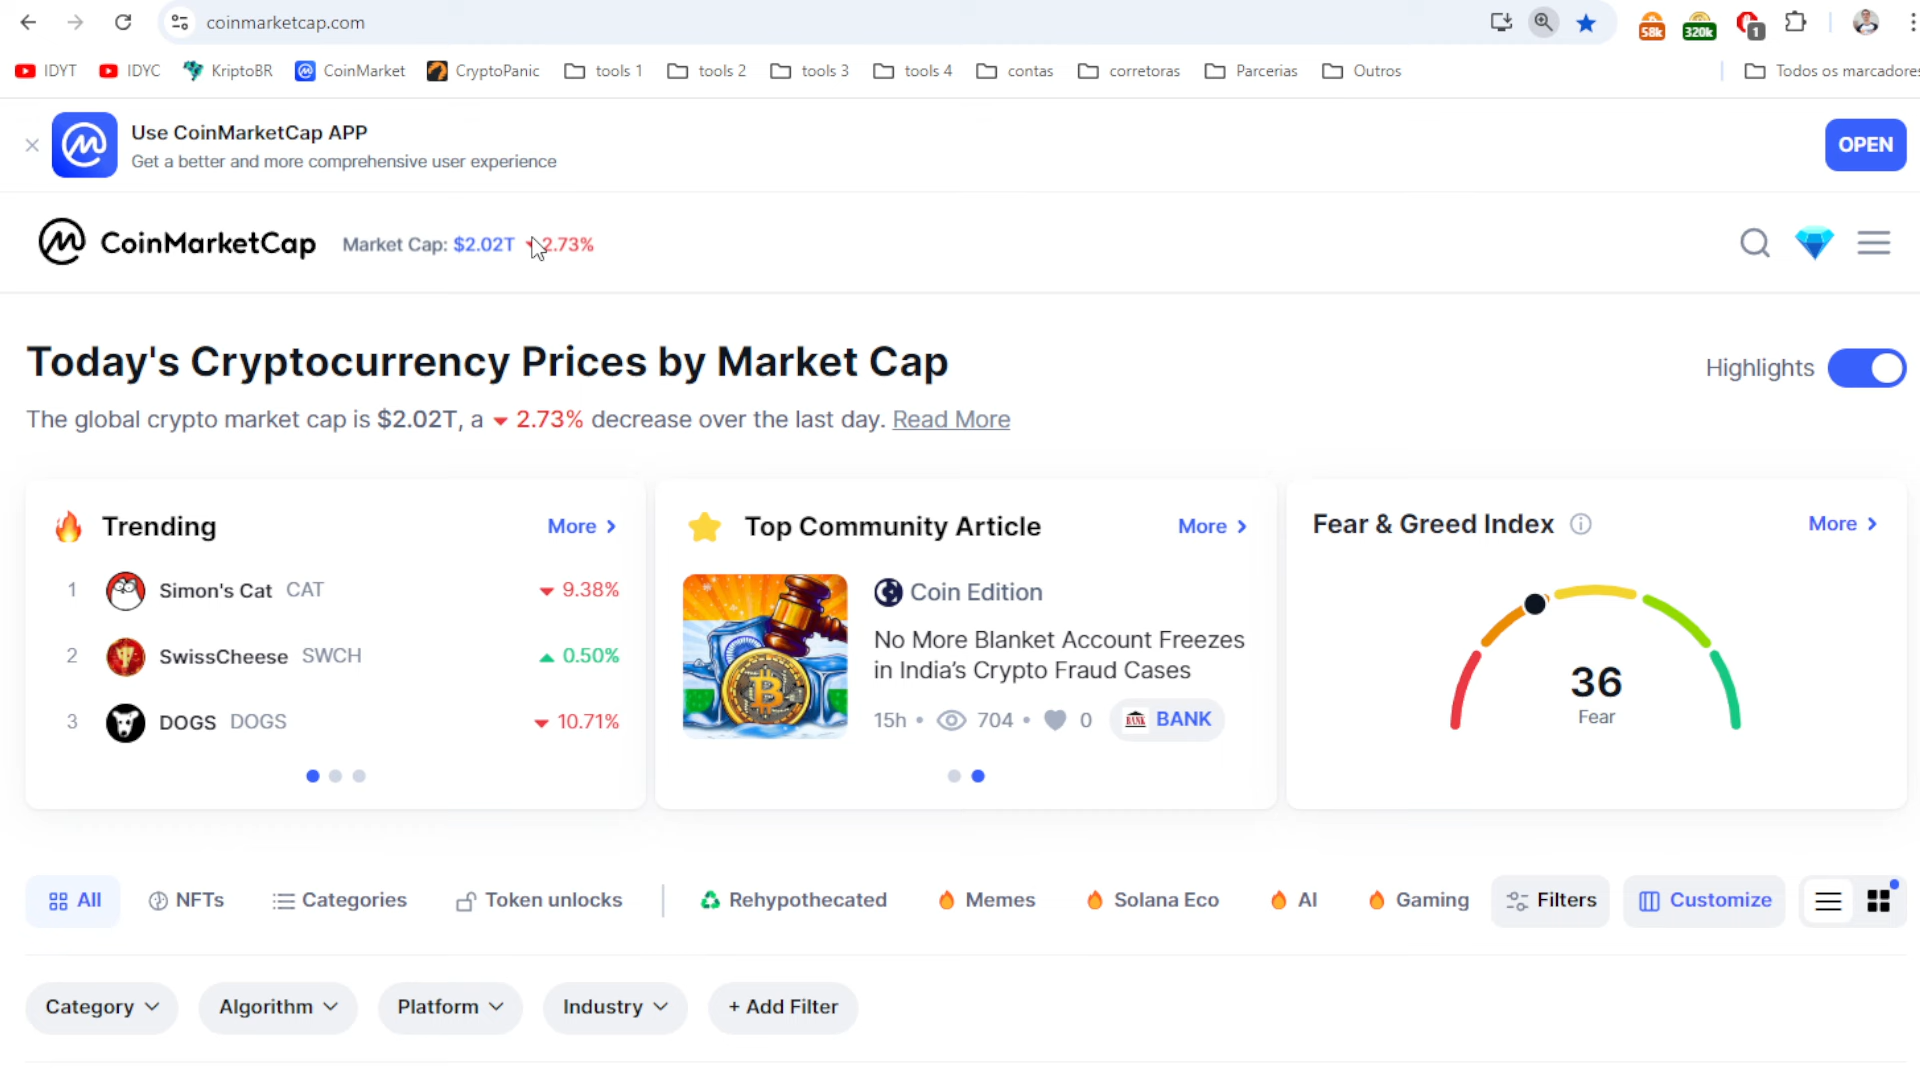 coinmarketcap.com
58k
320k
1
IDYT
IDYC
KriptoBR
CoinMarket
CryptoPanic
tools 1
tools 2
tools 3
tools 4
contas
corretoras
Parcerias
Outros
Todos os marcadores
Use CoinMarketCap APP
Get a better and more comprehensive user experience
OPEN
CoinMarketCap
Market Cap: $2.02T 2.73%
Today's Cryptocurrency Prices by Market Cap
Highlights
The global crypto market cap is $2.02T, a 2.73% decrease over the last day. Read More
Trending
More
1 Simon's Cat CAT 9.38%
2 SwissCheese SWCH 0.50%
3 DOGS DOGS 10.71%
Top Community Article
More
Coin Edition
No More Blanket Account Freezes
in India's Crypto Fraud Cases
15h • 704 • 0 BANK BANK
Fear & Greed Index
More
36
Fear
All
NFTs
Categories
Token unlocks
Rehypothecated
Memes
Solana Eco
AI
Gaming
Filters
Customize
Category
Algorithm
Platform
Industry
+ Add Filter